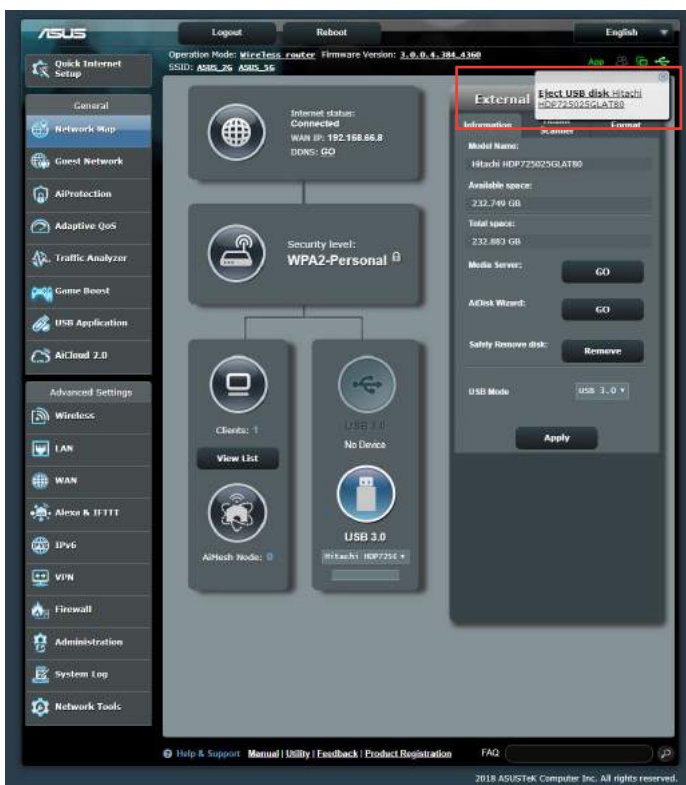 ASUS
Logout
Reboot
English
Quick Internet
Setup
Operation Mode: Wireless router Firmware Version: 3.0.0.4.384_4360
SSID: ASUS_2G ASUS_5G
App
General
Network Map
Guest Network
AiProtection
Adaptive QoS
Traffic Analyzer
Game Boost
USB Application
AiCloud 2.0
Advanced Settings
Wireless
LAN
WAN
Alexa & IFTTT
IPv6
VPN
Firewall
Administration
System Log
Network Tools
Internet status:
Connected
WAN IP: 192.168.66.8
DDNS: GO
Security level:
WPA2-Personal
Clients: 1
View List
AiMesh Node: 0
USB 3.0
No Device
USB 3.0
Hitachi HDP7250
External
Eject USB disk Hitachi
HDP725025GLAT80
Information
Scanner
Format
Model Name:
Hitachi HDP725025GLAT80
Available space:
232.749 GB
Total space:
232.883 GB
Media Server:
GO
AiDisk Wizard:
GO
Safely Remove disk:
Remove
USB Mode
USB 3.0
Apply
Help & Support Manual | Utility | Feedback | Product Registration
FAQ
2018 ASUSTeK Computer Inc. All rights reserved.